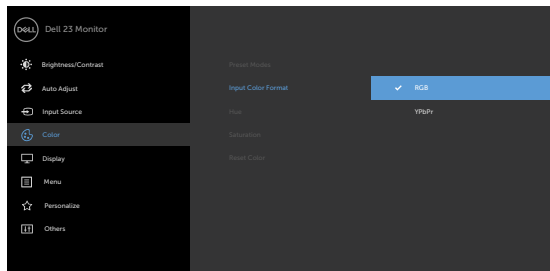 DELL
Dell 23 Monitor
Brightness/Contrast
Auto Adjust
Input Source
Color
Display
Menu
Personalize
Others
Preset Modes
Input Color Format
Hue
Saturation
Reset Color
RGB
YPbPr